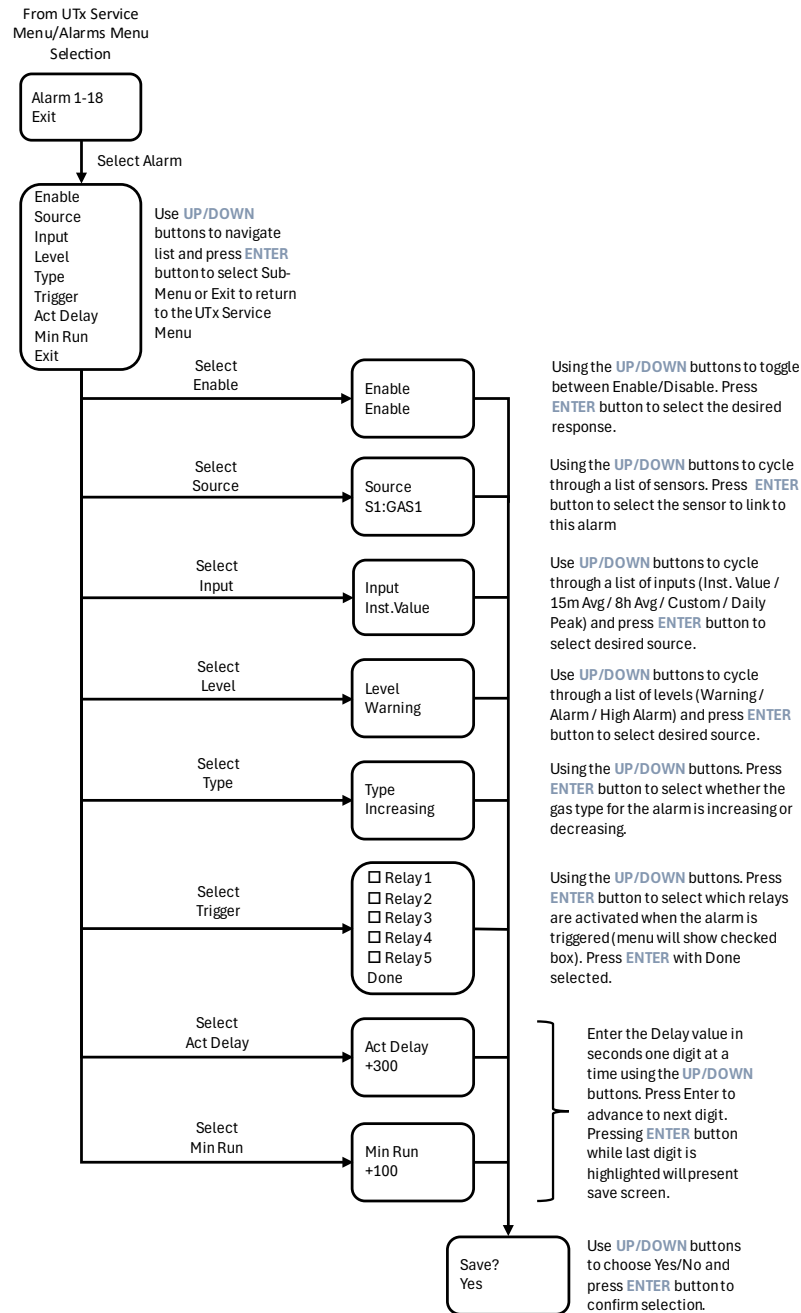 From UTx Service
Menu/Alarms Menu
Selection
Alarm 1-18
Exit
Select Alarm
Enable
Source
Input
Level
Type
Trigger
Act Delay
Min Run
Exit
Use UP/DOWN
buttons to navigate
list and press ENTER
button to select Sub-
Menu or Exit to return
to the UTx Service
Menu
Select
Enable
Enable
Enable
Using the UP/DOWN buttons to toggle
between Enable/Disable. Press
ENTER button to select the desired
response.
Select
Source
Source
S1:GAS1
Using the UP/DOWN buttons to cycle
through a list of sensors. Press ENTER
button to select the sensor to link to
this alarm
Select
Input
Input
Inst.Value
Use UP/DOWN buttons to cycle
through a list of inputs (Inst. Value /
15m Avg / 8h Avg / Custom / Daily
Peak) and press ENTER button to
select desired source.
Select
Level
Level
Warning
Use UP/DOWN buttons to cycle
through a list of levels (Warning /
Alarm / High Alarm) and press ENTER
button to select desired source.
Select
Type
Type
Increasing
Using the UP/DOWN buttons. Press
ENTER button to select whether the
gas type for the alarm is increasing or
decreasing.
Select
Trigger
☐ Relay 1
☐ Relay 2
☐ Relay 3
☐ Relay 4
☐ Relay 5
Done
Using the UP/DOWN buttons. Press
ENTER button to select which relays
are activated when the alarm is
triggered (menu will show checked
box). Press ENTER with Done
selected.
Select
Act Delay
Act Delay
+300
Select
Min Run
Min Run
+100
Enter the Delay value in
seconds one digit at a
time using the UP/DOWN
buttons. Press Enter to
advance to next digit.
Pressing ENTER button
while last digit is
highlighted will present
save screen.
Save?
Yes
Use UP/DOWN buttons
to choose Yes/No and
press ENTER button to
confirm selection.